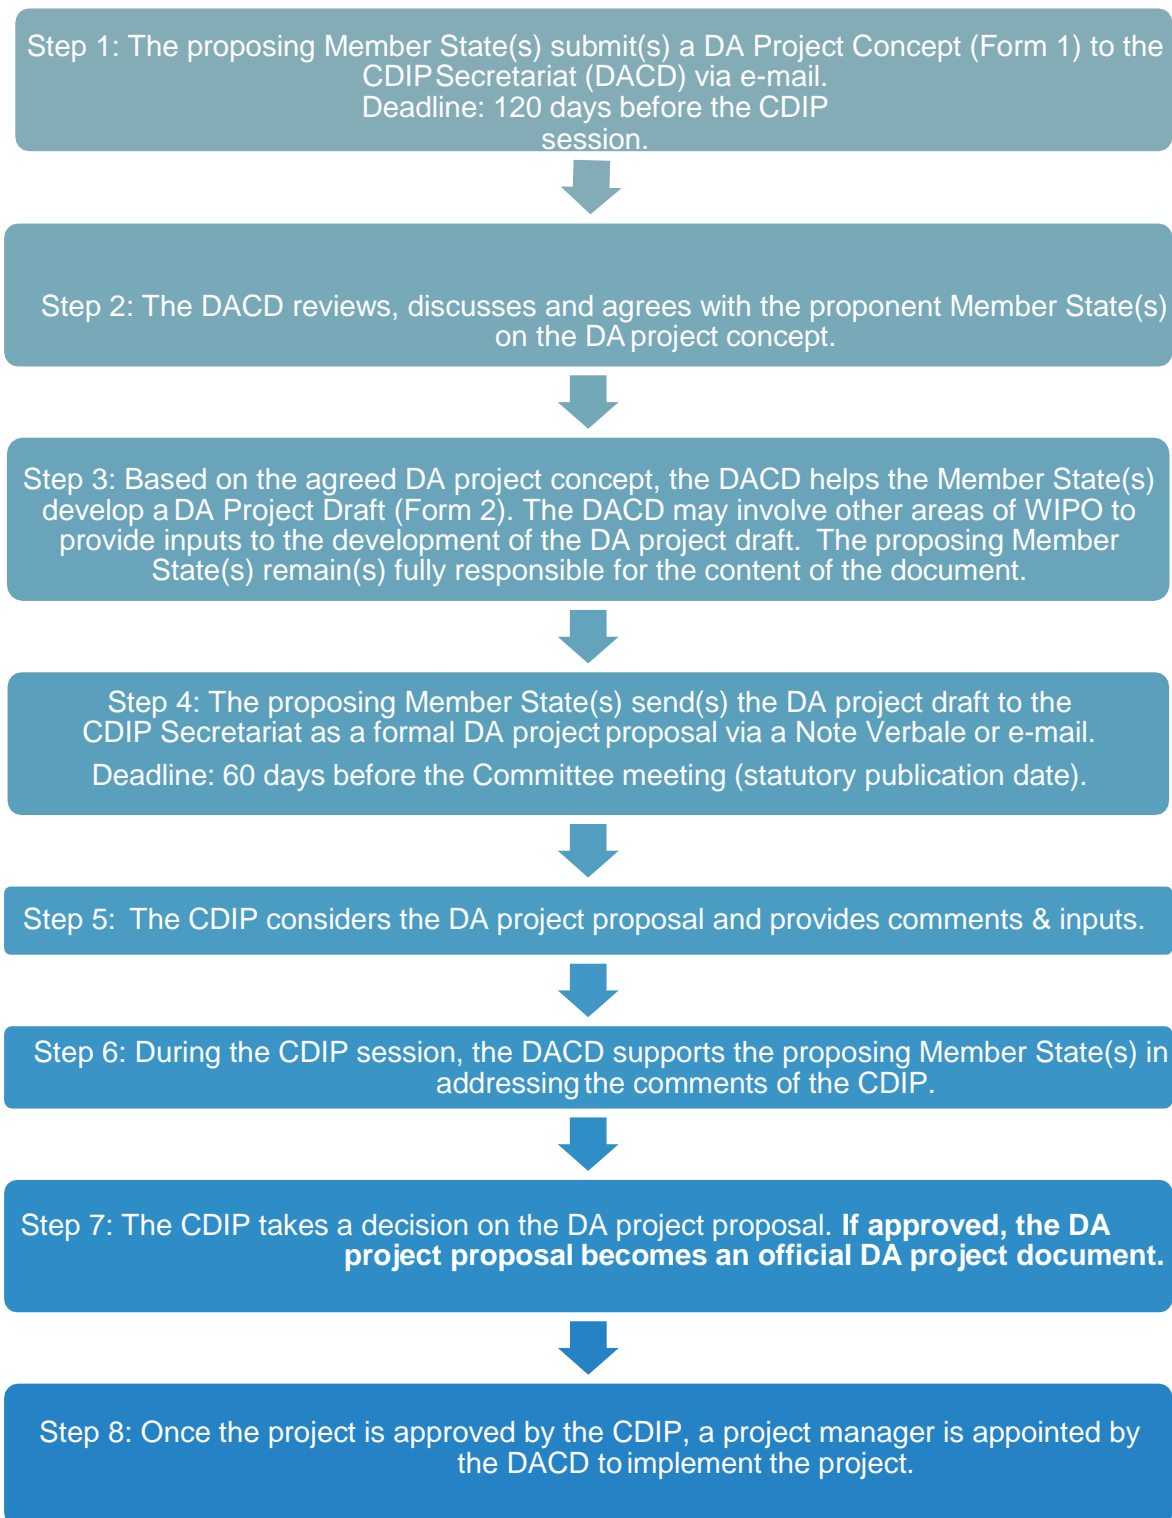 Step 1: The proposing Member State(s) submit(s) a DA Project Concept (Form 1) to the
CDIP Secretariat (DACD) via e-mail.
Deadline: 120 days before the CDIP
session.
Step 2: The DACD reviews, discusses and agrees with the proponent Member State(s)
on the DA project concept.
Step 3: Based on the agreed DA project concept, the DACD helps the Member State(s)
develop a DA Project Draft (Form 2). The DACD may involve other areas of WIPO to
provide inputs to the development of the DA project draft. The proposing Member
State(s) remain(s) fully responsible for the content of the document.
Step 4: The proposing Member State(s) send(s) the DA project draft to the
CDIP Secretariat as a formal DA project proposal via a Note Verbale or e-mail.
Deadline: 60 days before the Committee meeting (statutory publication date).
Step 5: The CDIP considers the DA project proposal and provides comments & inputs.
Step 6: During the CDIP session, the DACD supports the proposing Member State(s) in
addressing the comments of the CDIP.
Step 7: The CDIP takes a decision on the DA project proposal. If approved, the DA
project proposal becomes an official DA project document.
Step 8: Once the project is approved by the CDIP, a project manager is appointed by
the DACD to implement the project.